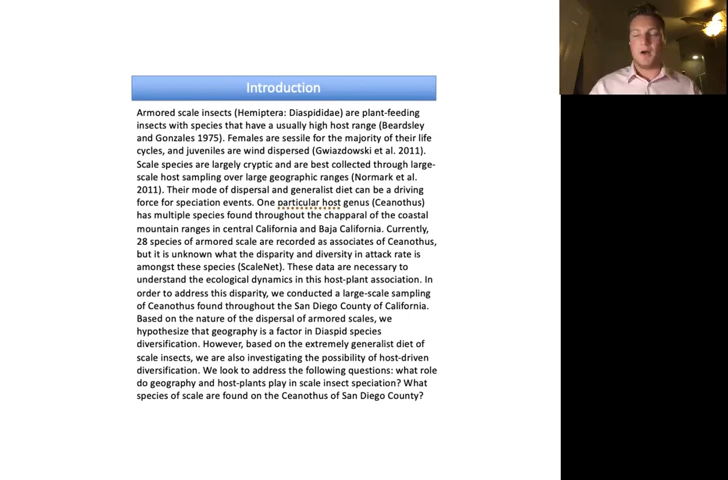 Introduction
Armored scale insects (Hemiptera: Diaspididae) are plant-feeding
insects with species that have a usually high host range (Beardsley
and Gonzales 1975). Females are sessile for the majority of their life
cycles, and juveniles are wind dispersed (Gwiazdowski et al. 2011).
Scale species are largely cryptic and are best collected through large-
scale host sampling over large geographic ranges (Normark et al.
2011). Their mode of dispersal and generalist diet can be a driving
force for speciation events. One particular host genus (Ceanothus)
has multiple species found throughout the chapparal of the coastal
mountain ranges in central California and Baja California. Currently,
28 species of armored scale are recorded as associates of Ceanothus,
but it is unknown what the disparity and diversity in attack rate is
amongst these species (ScaleNet). These data are necessary to
understand the ecological dynamics in this host-plant association. In
order to address this disparity, we conducted a large-scale sampling
of Ceanothus found throughout the San Diego County of California.
Based on the nature of the dispersal of armored scales, we
hypothesize that geography is a factor in Diaspid species
diversification. However, based on the extremely generalist diet of
scale insects, we are also investigating the possibility of host-driven
diversification. We look to address the following questions: what role
do geography and host-plants play in scale insect speciation? What
species of scale are found on the Ceanothus of San Diego County?